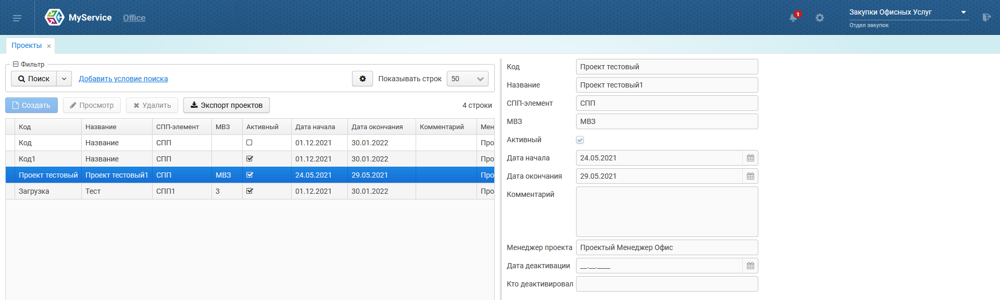 MyService Office 1 Закупки Офисных Услуг
Отдел закупок
Проекты ×
Фильтр
Поиск Добавить условие поиска Показывать строк 50
Создать Просмотр Удалить Экспорт проектов 4 строки
Код Название СПП-элемент МВЗ Активный Дата начала Дата окончания Комментарий Мен
Код Название СПП 01.12.2021 30.01.2022 Про
Код1 Название СПП 01.12.2021 30.01.2022 Про
Проект тестовый Проект тестовый1 СПП МВЗ 24.05.2021 29.05.2021 Про
Загрузка Тест СПП1 3 01.12.2021 30.01.2022 Про
Код Проект тестовый
Название Проект тестовый1
СПП-элемент СПП
МВЗ МВЗ
Активный
Дата начала 24.05.2021
Дата окончания 29.05.2021
Комментарий
Менеджер проекта Проектый Менеджер Офис
Дата деактивации __.__.____
Кто деактивировал